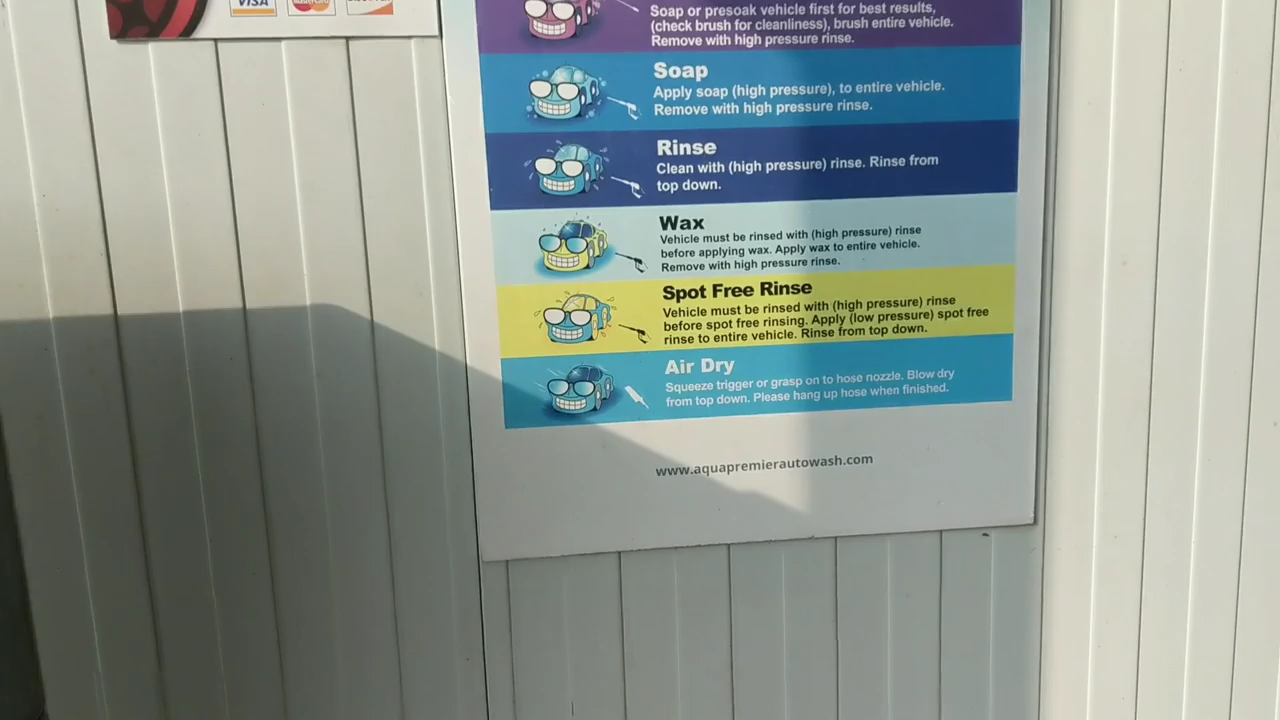 VISA
Soap or presoak vehicle first for best results,
(check brush for cleanliness), brush entire vehicle.
Remove with high pressure rinse.
Soap
Apply soap (high pressure), to entire vehicle.
Remove with high pressure rinse.
Rinse
Clean with (high pressure) rinse. Rinse from
top down.
Wax
Vehicle must be rinsed with (high pressure) rinse
before applying wax. Apply wax to entire vehicle.
Remove with high pressure rinse.
Spot Free Rinse
Vehicle must be rinsed with (high pressure) rinse
before spot free rinsing. Apply (low pressure) spot free
rinse to entire vehicle. Rinse from top down.
Air Dry
Squeeze trigger or grasp on to hose nozzle. Blow dry
from top down. Please hang up hose when finished.
www.aquapremierautowash.com